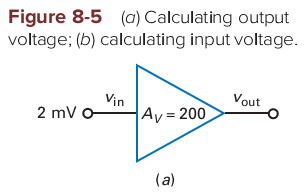 Figure 8-5 (a) Calculating output
voltage; (b) calculating input voltage.
v_in
v_out
2 mV
A_V = 200
(a)